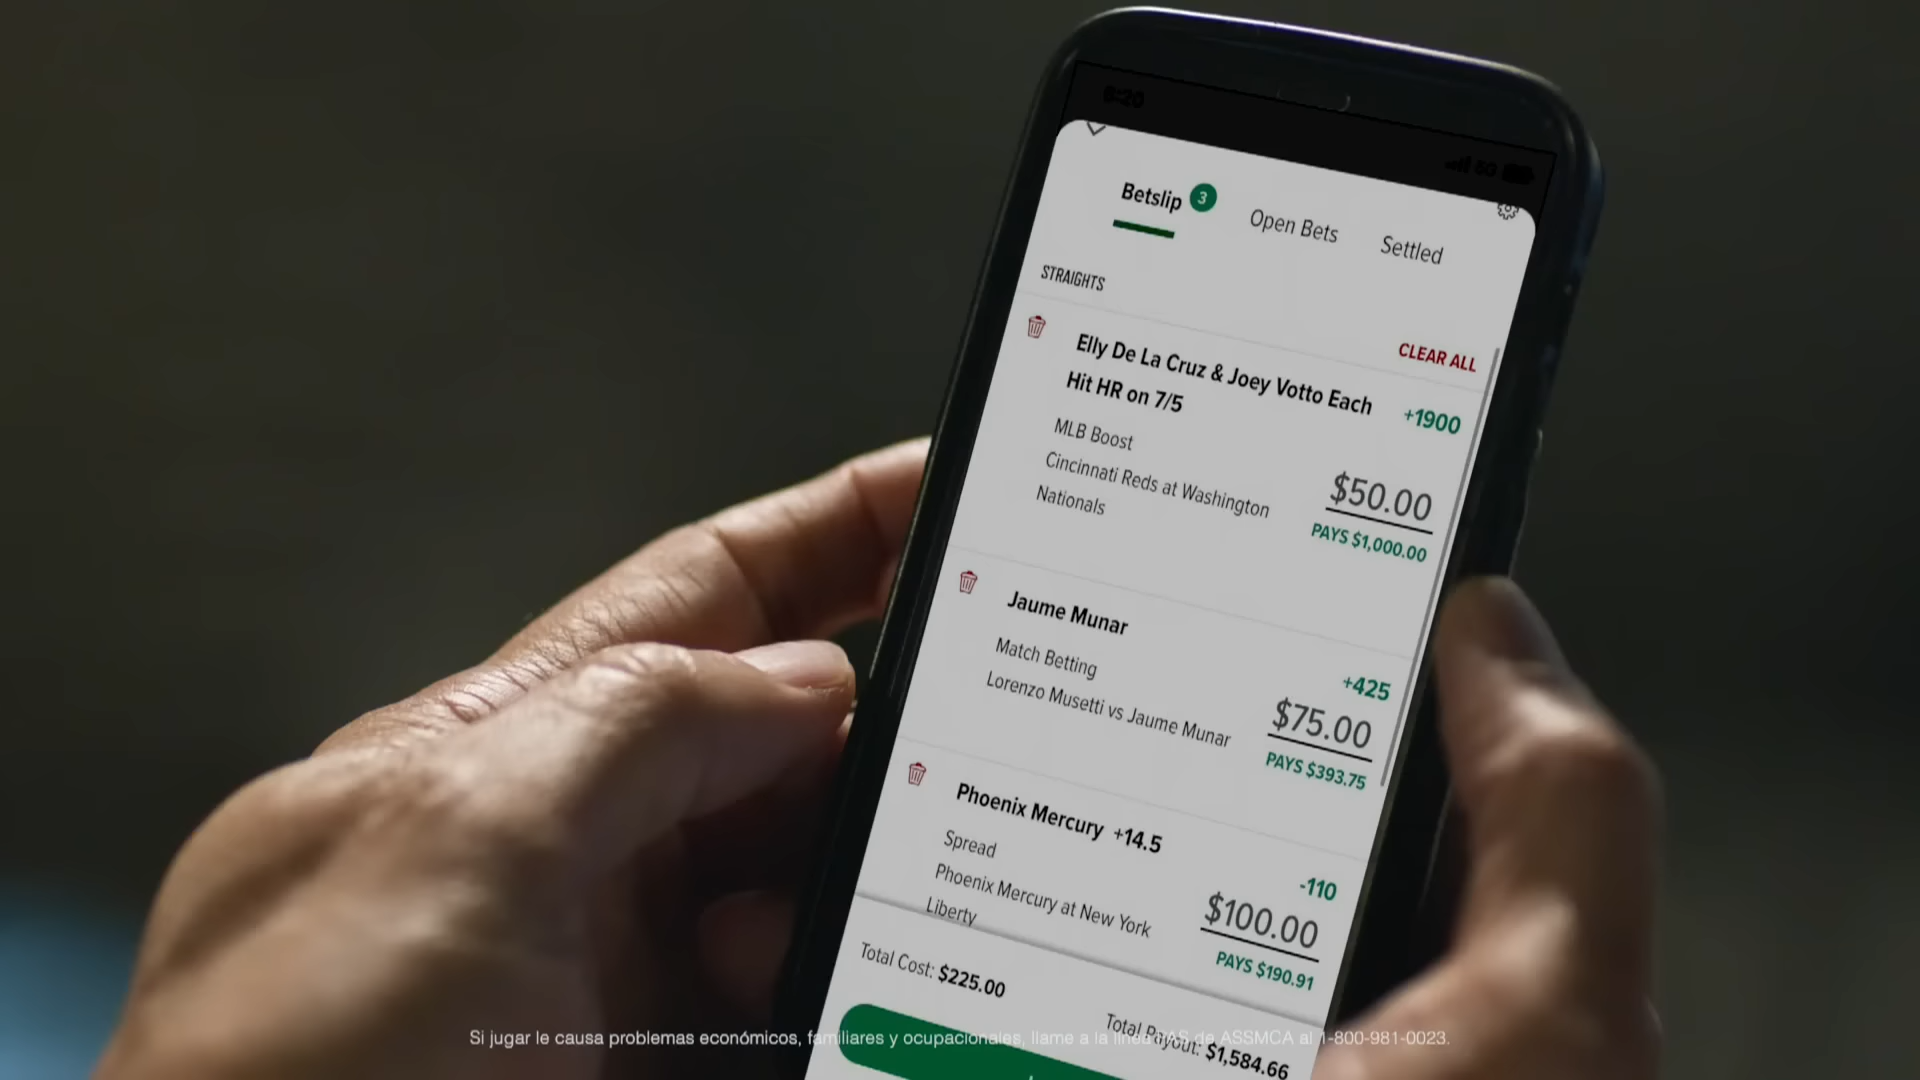 Betslip 3
Open Bets
Settled
STRAIGHTS
CLEAR ALL
Elly De La Cruz & Joey Votto Each
Hit HR on 7/5
+1900
MLB Boost
Cincinnati Reds at Washington
Nationals
$50.00
PAYS $1,000.00
Jaume Munar
+425
Match Betting
Lorenzo Musetti vs Jaume Munar
$75.00
PAYS $393.75
Phoenix Mercury +14.5
-110
Spread
Phoenix Mercury at New York
Liberty
$100.00
PAYS $190.91
Total Cost: $225.00
Total Payout: $1,584.66
Si jugar le causa problemas económicos, familiares y ocupacionales, llame a la línea PAS de ASSMCA al 1-800-981-0023.